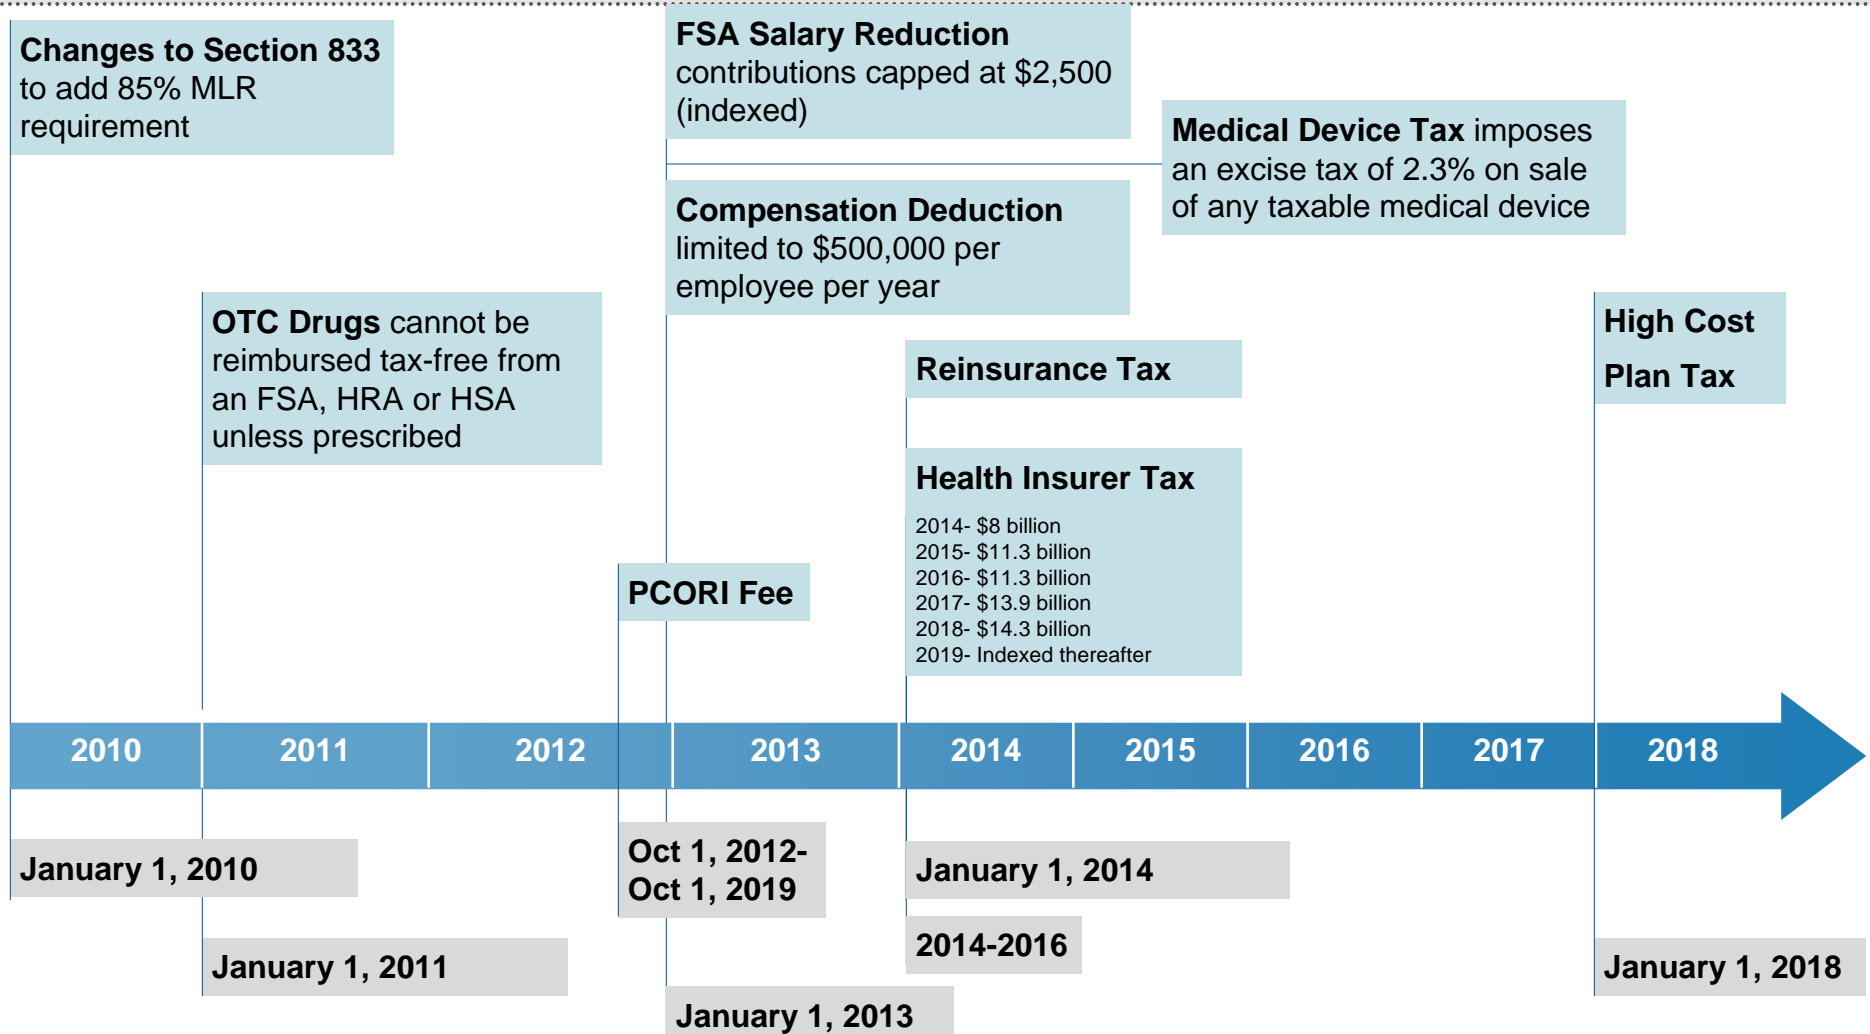 Changes to Section 833
to add 85% MLR
requirement
FSA Salary Reduction
contributions capped at $2,500
(indexed)
Medical Device Tax imposes
an excise tax of 2.3% on sale
of any taxable medical device
Compensation Deduction
limited to $500,000 per
employee per year
OTC Drugs cannot be
reimbursed tax-free from
an FSA, HRA or HSA
unless prescribed
Reinsurance Tax
High Cost
Plan Tax
Health Insurer Tax
2014- $8 billion
2015- $11.3 billion
2016- $11.3 billion
2017- $13.9 billion
2018- $14.3 billion
2019- Indexed thereafter
PCORI Fee
2010 2011 2012 2013 2014 2015 2016 2017 2018
January 1, 2010
Oct 1, 2012-
Oct 1, 2019
January 1, 2014
2014-2016
January 1, 2011
January 1, 2018
January 1, 2013